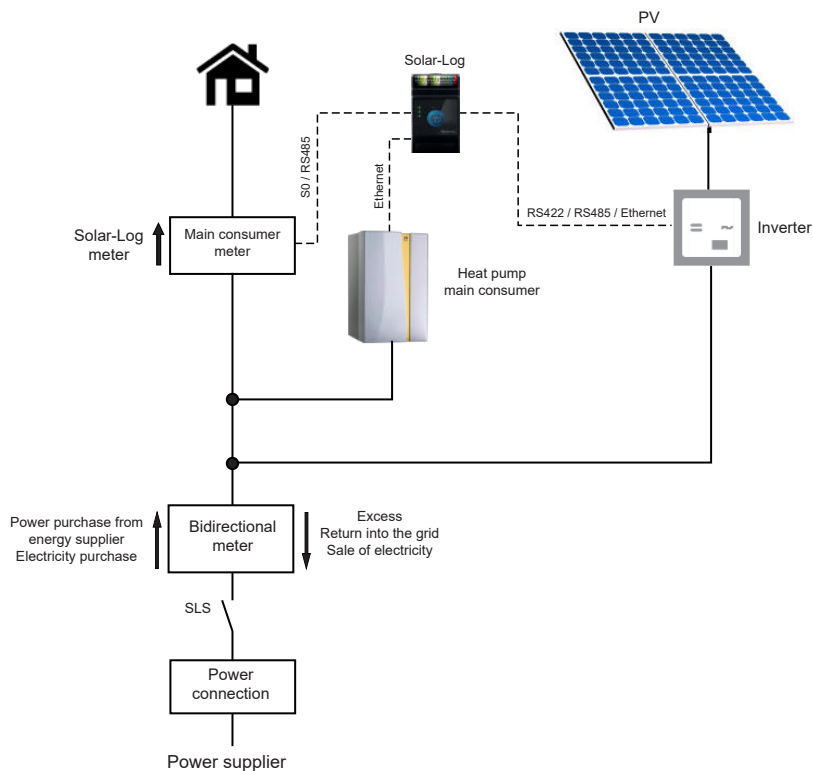 PV
Solar-Log
S0 / RS485
Ethernet
RS422 / RS485 / Ethernet
Inverter
Solar-Log
meter
Main consumer
meter
Heat pump
main consumer
Power purchase from
energy supplier
Electricity purchase
Bidirectional
meter
Excess
Return into the grid
Sale of electricity
SLS
Power
connection
Power supplier